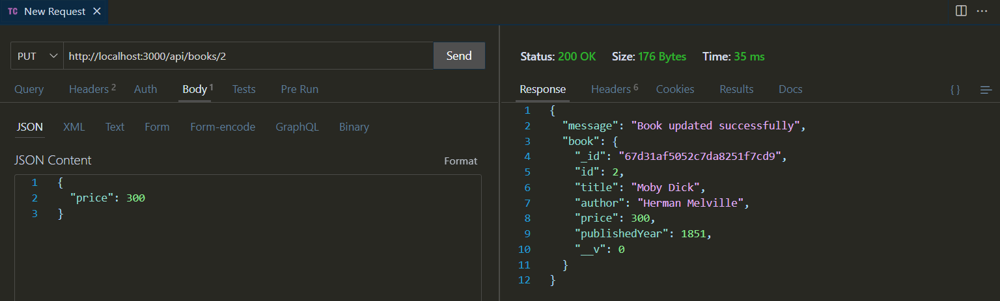 TC New Request
PUT http://localhost:3000/api/books/2 Send
Query Headers 2 Auth Body 1 Tests Pre Run
JSON XML Text Form Form-encode GraphQL Binary
JSON Content Format
1 {
2 "price": 300
3 }
Status: 200 OK Size: 176 Bytes Time: 35 ms
Response Headers 6 Cookies Results Docs { }
1 {
2 "message": "Book updated successfully",
3 "book": {
4 "_id": "67d31af5052c7da8251f7cd9",
5 "id": 2,
6 "title": "Moby Dick",
7 "author": "Herman Melville",
8 "price": 300,
9 "publishedYear": 1851,
10 "__v": 0
11 }
12 }